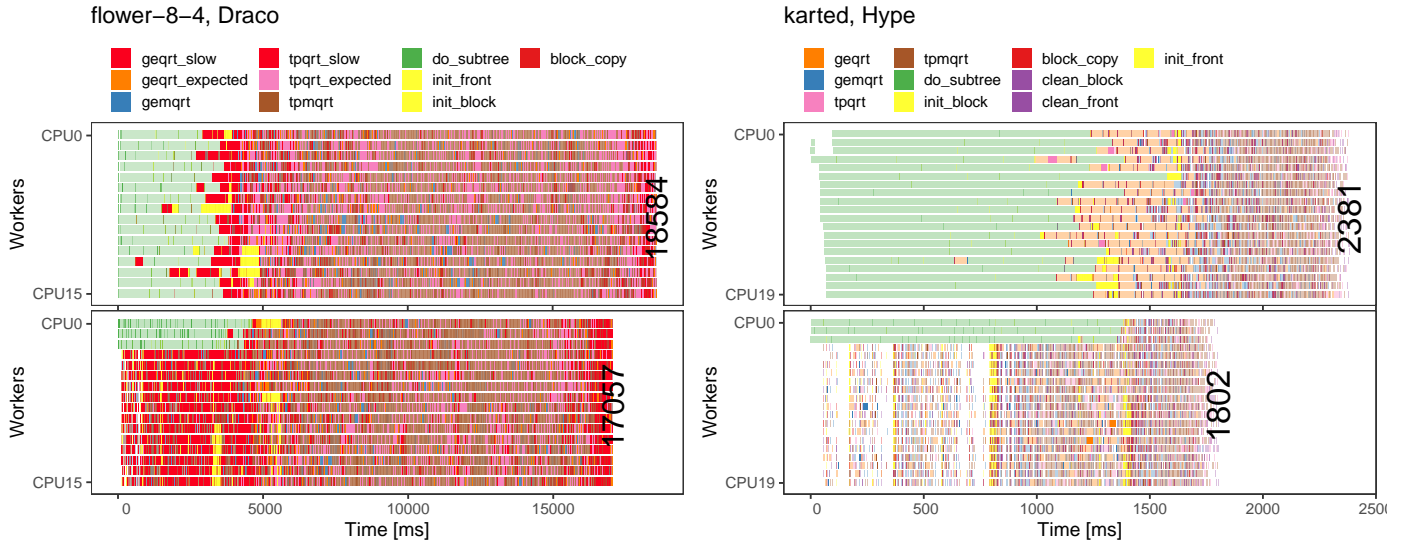 flower−8−4, Draco
geqrt_slow tpqrt_slow do_subtree block_copy
geqrt_expected tpqrt_expected init_front
gemqrt tpmqrt init_block
CPU0
Workers
CPU15
18584
CPU0
Workers
CPU15
17057
0 5000 10000 15000
Time [ms]
karted, Hype
geqrt tpmqrt block_copy init_front
gemqrt do_subtree clean_block
tpqrt init_block clean_front
CPU0
Workers
CPU19
2381
CPU0
Workers
CPU19
1802
0 500 1000 1500 2000 2500
Time [ms]